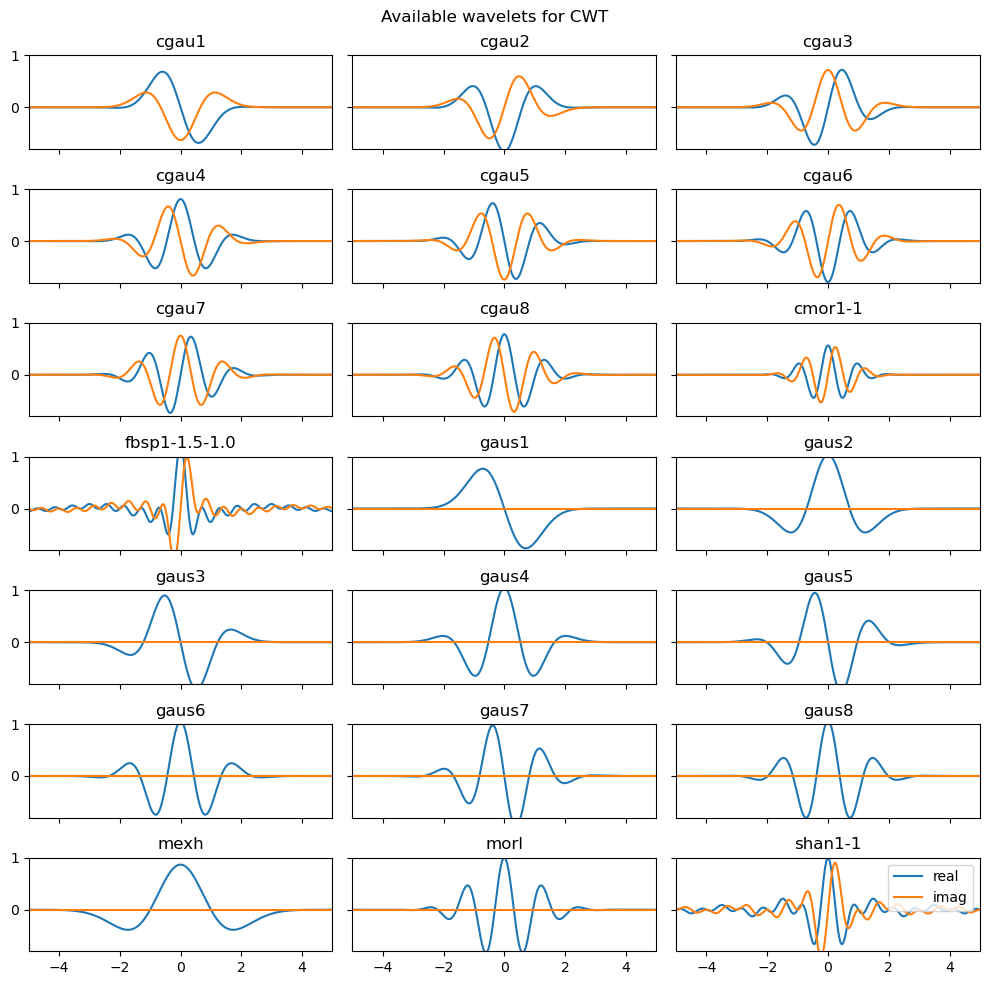 Available wavelets for CWT
cgau1 cgau2 cgau3
1
0
cgau4 cgau5 cgau6
1
0
cgau7 cgau8 cmor1-1
1
0
fbsp1-1.5-1.0 gaus1 gaus2
1
0
gaus3 gaus4 gaus5
1
0
gaus6 gaus7 gaus8
1
0
mexh morl shan1-1
1
real
0
imag
−4 −2 0 2 4 −4 −2 0 2 4 −4 −2 0 2 4